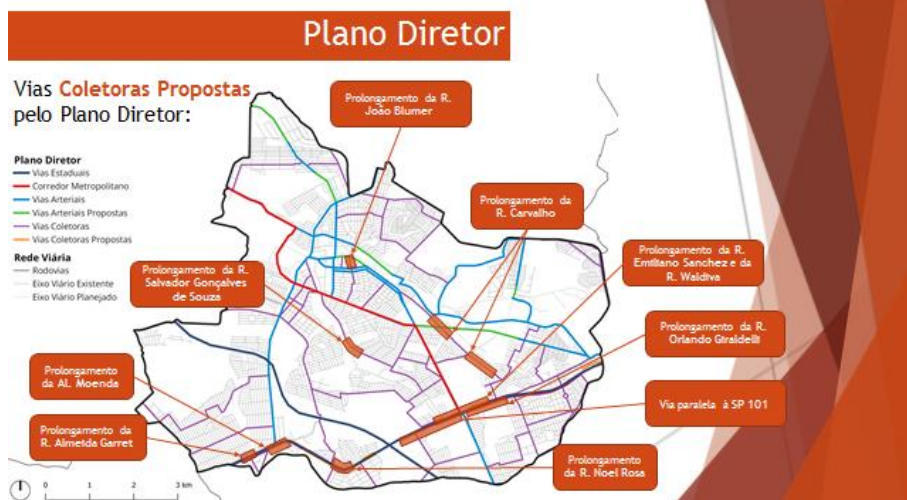 Plano Diretor
Vias Coletoras Propostas
pelo Plano Diretor:
Plano Diretor
Vias Estaduais
Corredor Metropolitano
Vias Arteriais
Vias Arteriais Propostas
Vias Coletoras
Vias Coletoras Propostas
Rede Viária
Rodovias
Eixo Viário Existente
Eixo Viário Planejado
Prolongamento da R.
João Blumer
Prolongamento da
R. Carvalho
Prolongamento da R.
Emiliano Sanchez e da
R. Waldiva
Prolongamento da R.
Salvador Gonçalves
de Souza
Prolongamento da R.
Orlando Giraldelli
Prolongamento
da Al. Moenda
Via paralela à SP 101
Prolongamento da
R. Almeida Garret
Prolongamento
da R. Noel Rosa
0 1 2 3 km